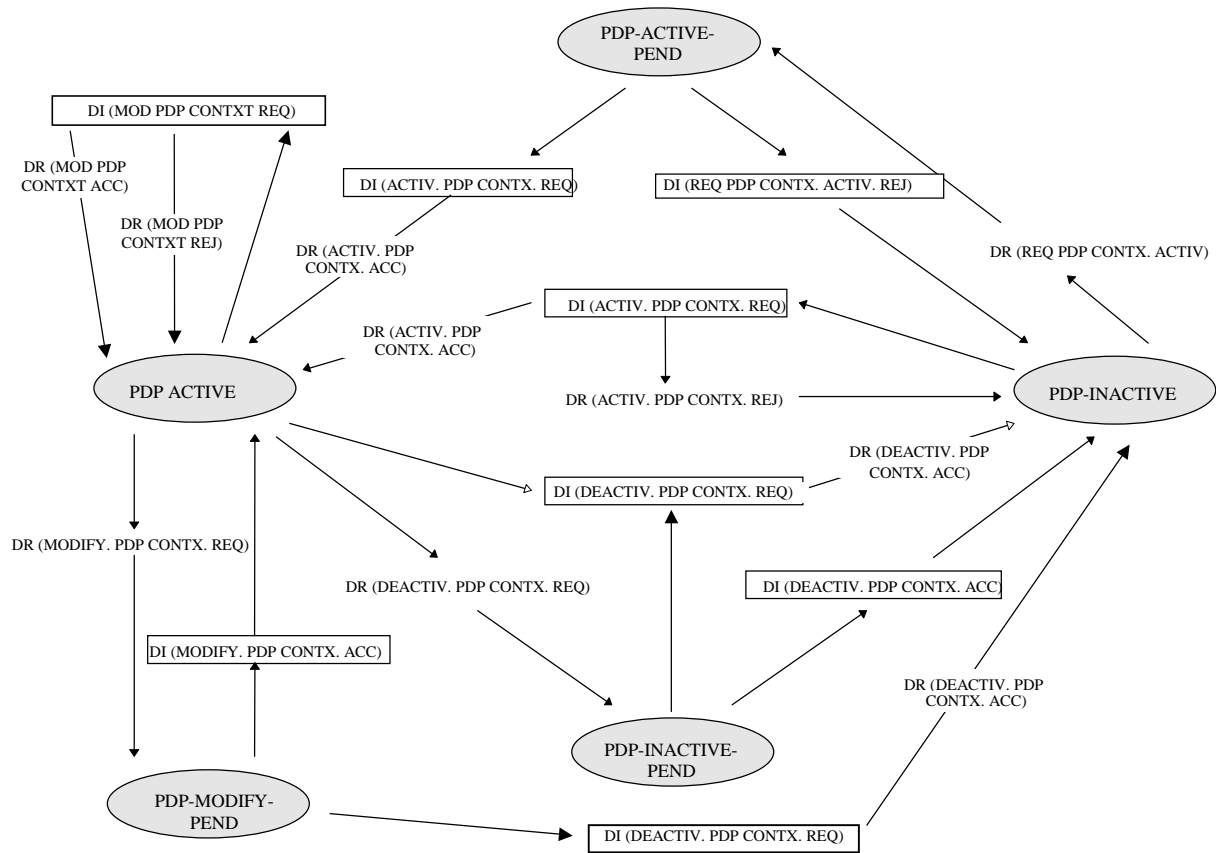 PDP-ACTIVE-
PEND
DI (MOD PDP CONTXT REQ)
DR (MOD PDP
CONTXT ACC)
DI (ACTIV. PDP CONTX. REQ)
DI (REQ PDP CONTX. ACTIV. REJ)
DR (MOD PDP
CONTXT REJ)
DR (ACTIV. PDP
CONTX. ACC)
DR (REQ PDP CONTX. ACTIV)
DI (ACTIV. PDP CONTX. REQ)
DR (ACTIV. PDP
CONTX. ACC)
PDP ACTIVE
PDP-INACTIVE
DR (ACTIV. PDP CONTX. REJ)
DR (DEACTIV. PDP
CONTX. ACC)
DI (DEACTIV. PDP CONTX. REQ)
DR (MODIFY. PDP CONTX. REQ)
DR (DEACTIV. PDP CONTX. REQ)
DI (DEACTIV. PDP CONTX. ACC)
DI (MODIFY. PDP CONTX. ACC)
DR (DEACTIV. PDP
CONTX. ACC)
PDP-INACTIVE-
PEND
PDP-MODIFY-
PEND
DI (DEACTIV. PDP CONTX. REQ)